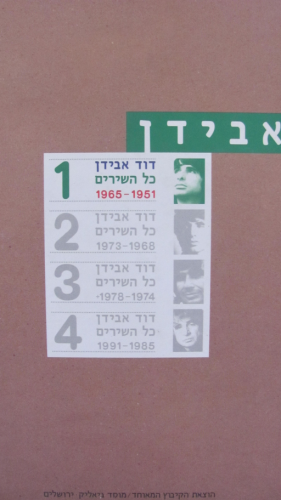 אבידן
1
דוד אבידן
כל השירים
1965-1951
2
דוד אבידן
כל השירים
1973-1968
3
דוד אבידן
כל השירים
1978-1974-
4
דוד אבידן
כל השירים
1991-1985
הוצאת הקיבוץ המאוחד/מוסד ביאליק ירושלים